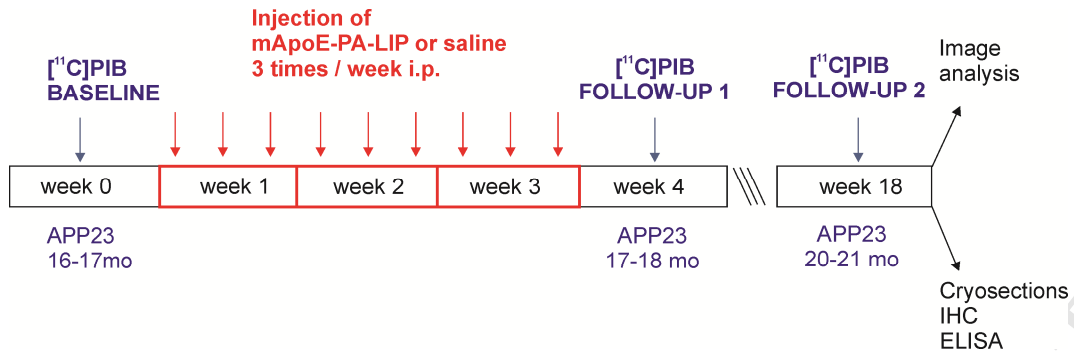 Injection of
mApoE-PA-LIP or saline
3 times / week i.p.
[¹¹C]PIB
BASELINE
[¹¹C]PIB
FOLLOW-UP 1
[¹¹C]PIB
FOLLOW-UP 2
Image
analysis
week 0
week 1
week 2
week 3
week 4
week 18
APP23
16-17mo
APP23
17-18 mo
APP23
20-21 mo
Cryosections
IHC
ELISA